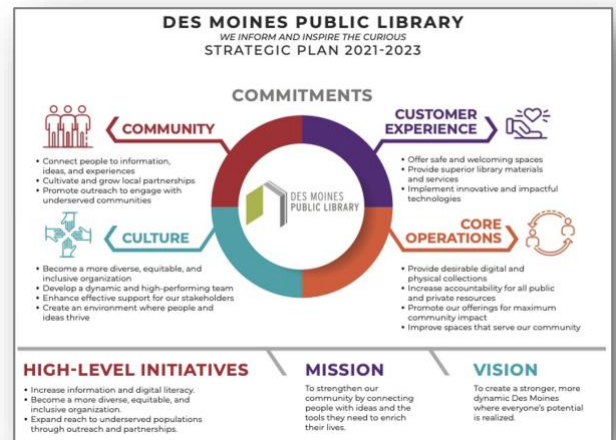 DES MOINES PUBLIC LIBRARY
WE INFORM AND INSPIRE THE CURIOUS
STRATEGIC PLAN 2021-2023
COMMITMENTS
COMMUNITY
• Connect people to information,
ideas, and experiences
• Cultivate and grow local partnerships
• Promote outreach to engage with
underserved communities
CUSTOMER
EXPERIENCE
• Offer safe and welcoming spaces
• Provide superior library materials
and services
• Implement innovative and impactful
technologies
DES MOINES
PUBLIC LIBRARY
CULTURE
• Become a more diverse, equitable, and
inclusive organization
• Develop a dynamic and high-performing team
• Enhance effective support for our stakeholders
• Create an environment where people and
ideas thrive
CORE
OPERATIONS
• Provide desirable digital and
physical collections
• Increase accountability for all public
and private resources
• Promote our offerings for maximum
community impact
• Improve spaces that serve our community
HIGH-LEVEL INITIATIVES
• Increase information and digital literacy.
• Become a more diverse, equitable, and
inclusive organization.
• Expand reach to underserved populations
through outreach and partnerships.
MISSION
To strengthen our
community by connecting
people with ideas and the
tools they need to enrich
their lives.
VISION
To create a stronger, more
dynamic Des Moines
where everyone's potential
is realized.